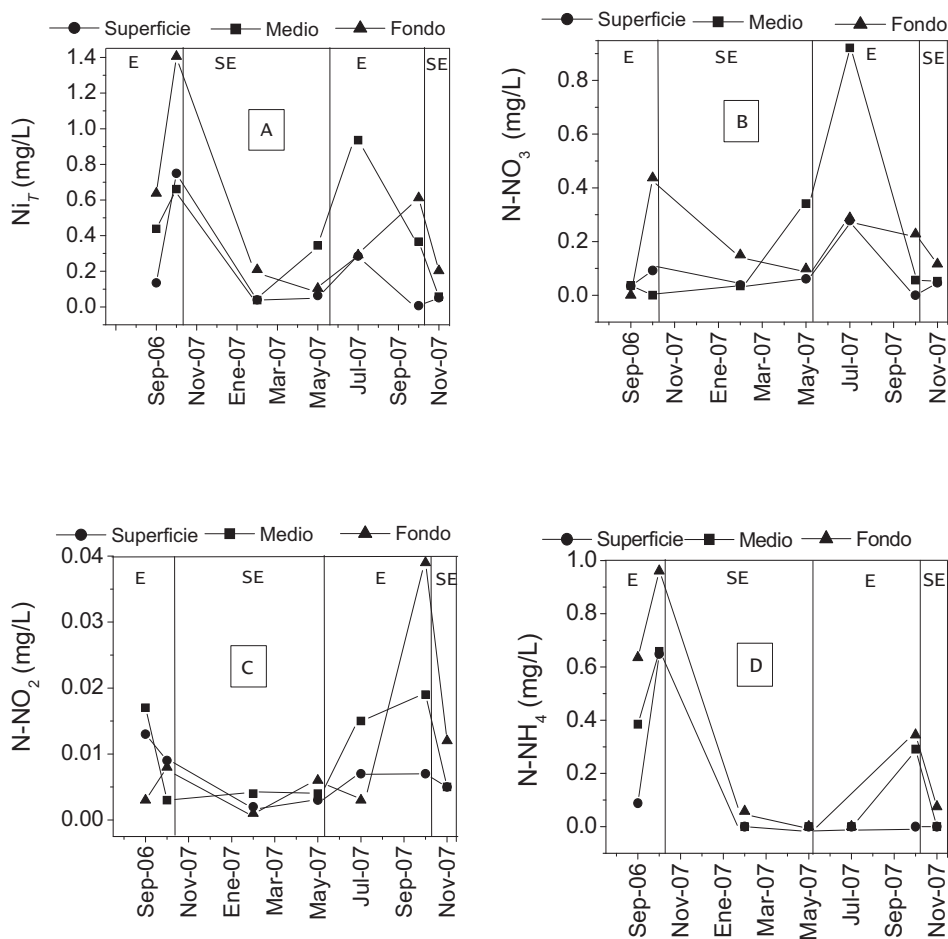 Superficie Medio Fondo
E SE E SE
A
Ni_T (mg/L)
1.4
1.2
1.0
0.8
0.6
0.4
0.2
0.0
Sep-06 Nov-07 Ene-07 Mar-07 May-07 Jul-07 Sep-07 Nov-07
Superficie Medio Fondo
E SE E SE
B
N-NO_3 (mg/L)
0.8
0.6
0.4
0.2
0.0
Sep-06 Nov-07 Ene-07 Mar-07 May-07 Jul-07 Sep-07 Nov-07
Superficie Medio Fondo
E SE E SE
C
N-NO_2 (mg/L)
0.04
0.03
0.02
0.01
0.00
Sep-06 Nov-07 Ene-07 Mar-07 May-07 Jul-07 Sep-07 Nov-07
Superficie Medio Fondo
E SE E SE
D
N-NH_4 (mg/L)
1.0
0.8
0.6
0.4
0.2
0.0
Sep-06 Nov-07 Ene-07 Mar-07 May-07 Jul-07 Sep-07 Nov-07